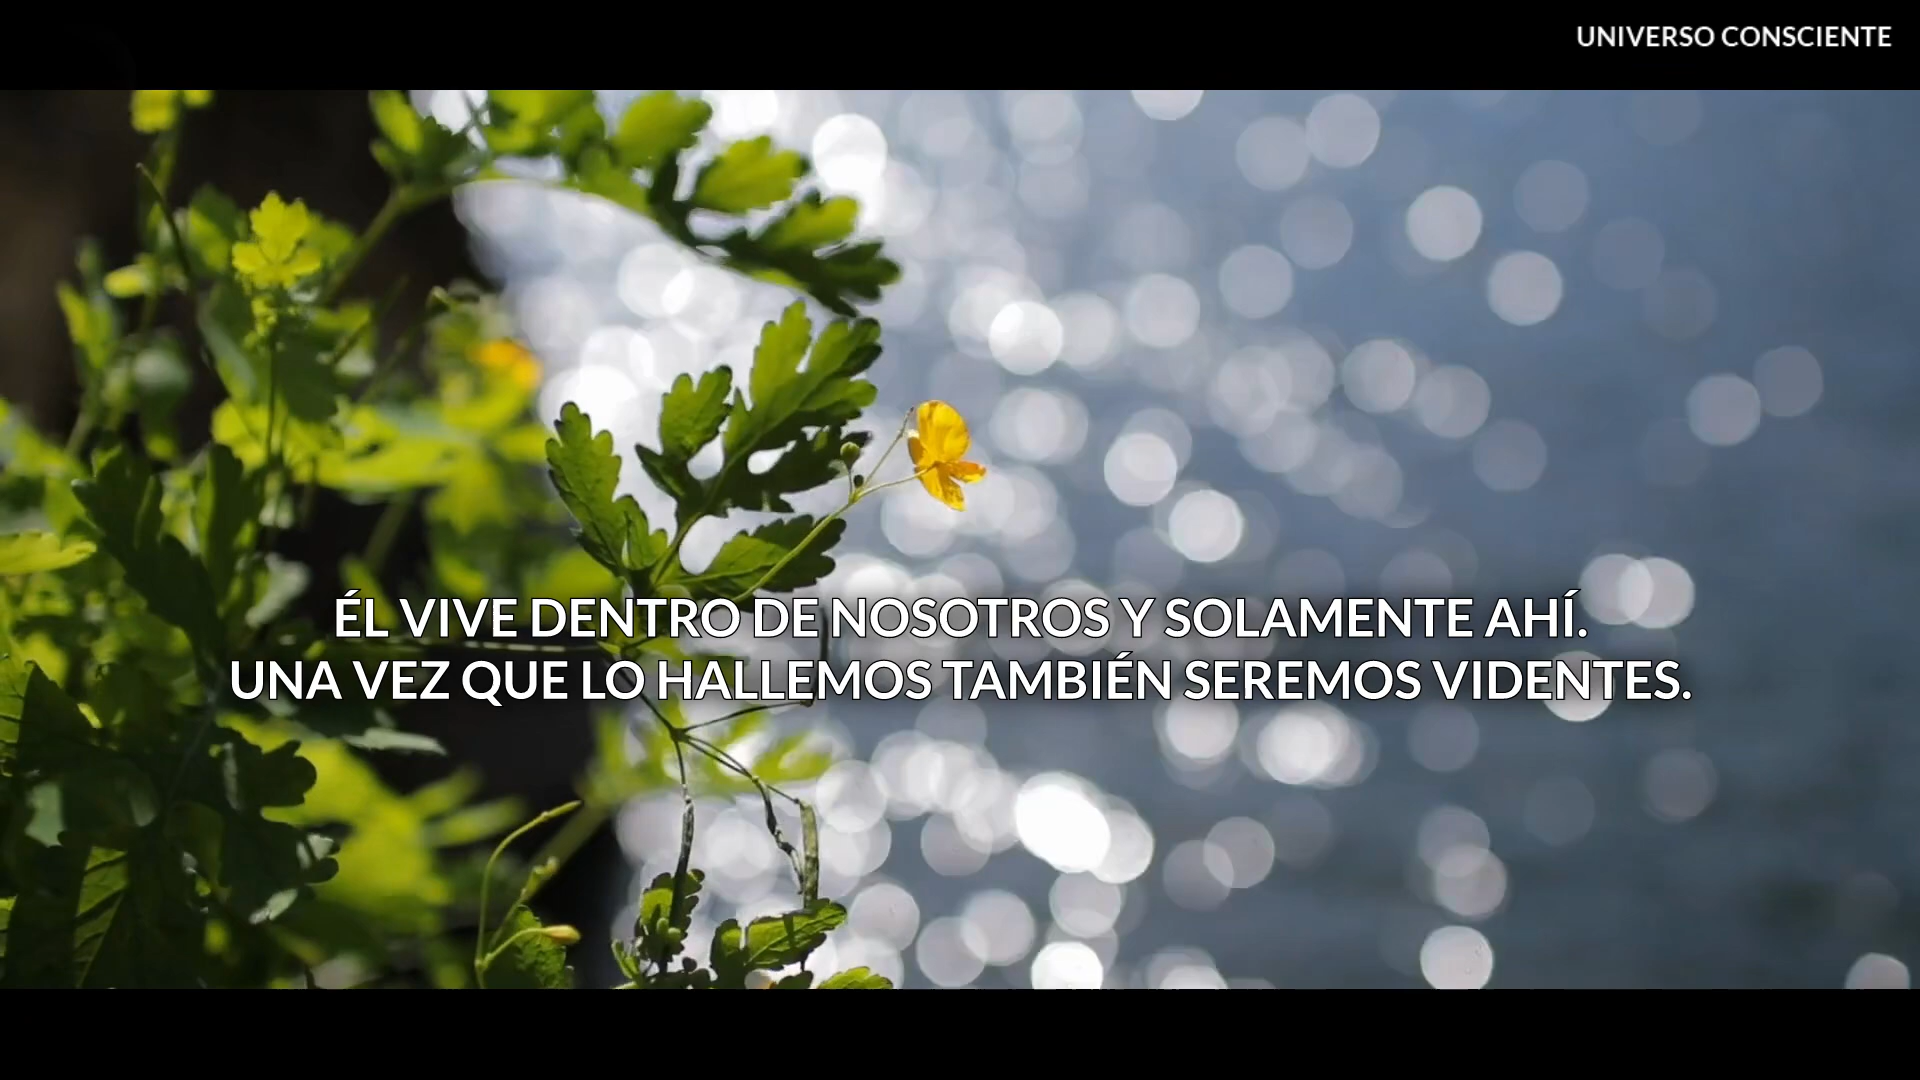 UNIVERSO CONSCIENTE
ÉL VIVE DENTRO DE NOSOTROS Y SOLAMENTE AHÍ.
UNA VEZ QUE LO HALLEMOS TAMBIÉN SEREMOS VIDENTES.